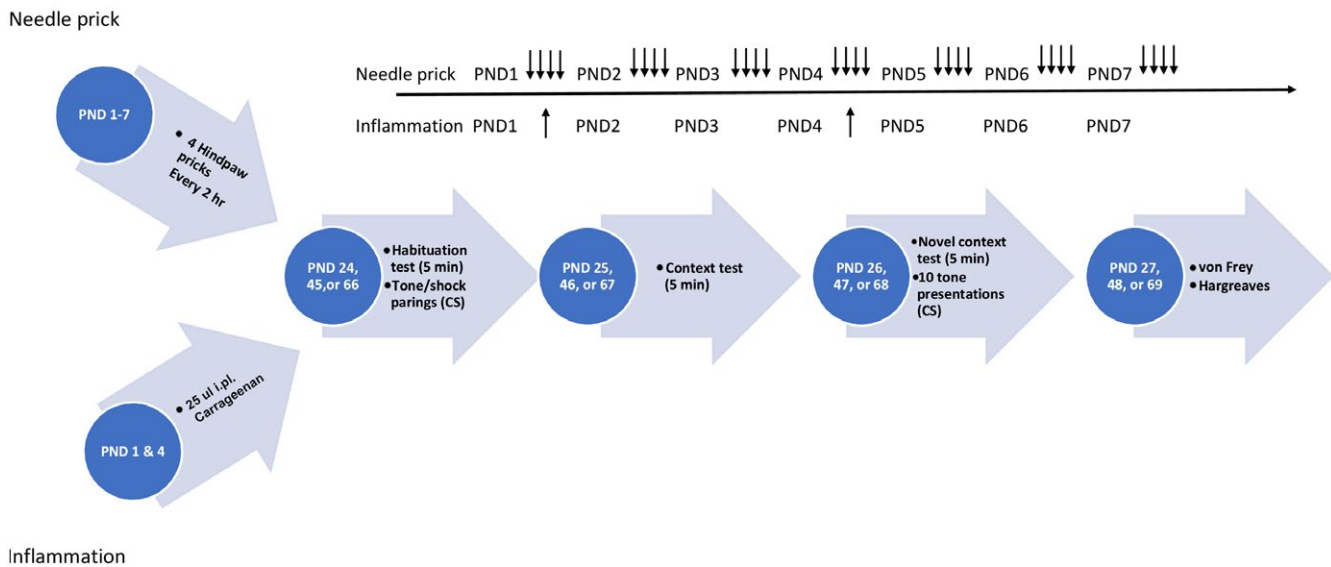 Needle prick
Needle prick PND1 PND2 PND3 PND4 PND5 PND6 PND7
Inflammation PND1 PND2 PND3 PND4 PND5 PND6 PND7
PND 1-7
• 4 Hindpaw
pricks
Every 2 hr
PND 1 & 4
• 25 ul i.pl.
Carrageenan
PND 24,
45,or 66
• Habituation
test (5 min)
• Tone/shock
parings (CS)
PND 25,
46, or 67
• Context test
(5 min)
PND 26,
47, or 68
• Novel context
test (5 min)
• 10 tone
presentations
(CS)
PND 27,
48, or 69
• von Frey
• Hargreaves
Inflammation